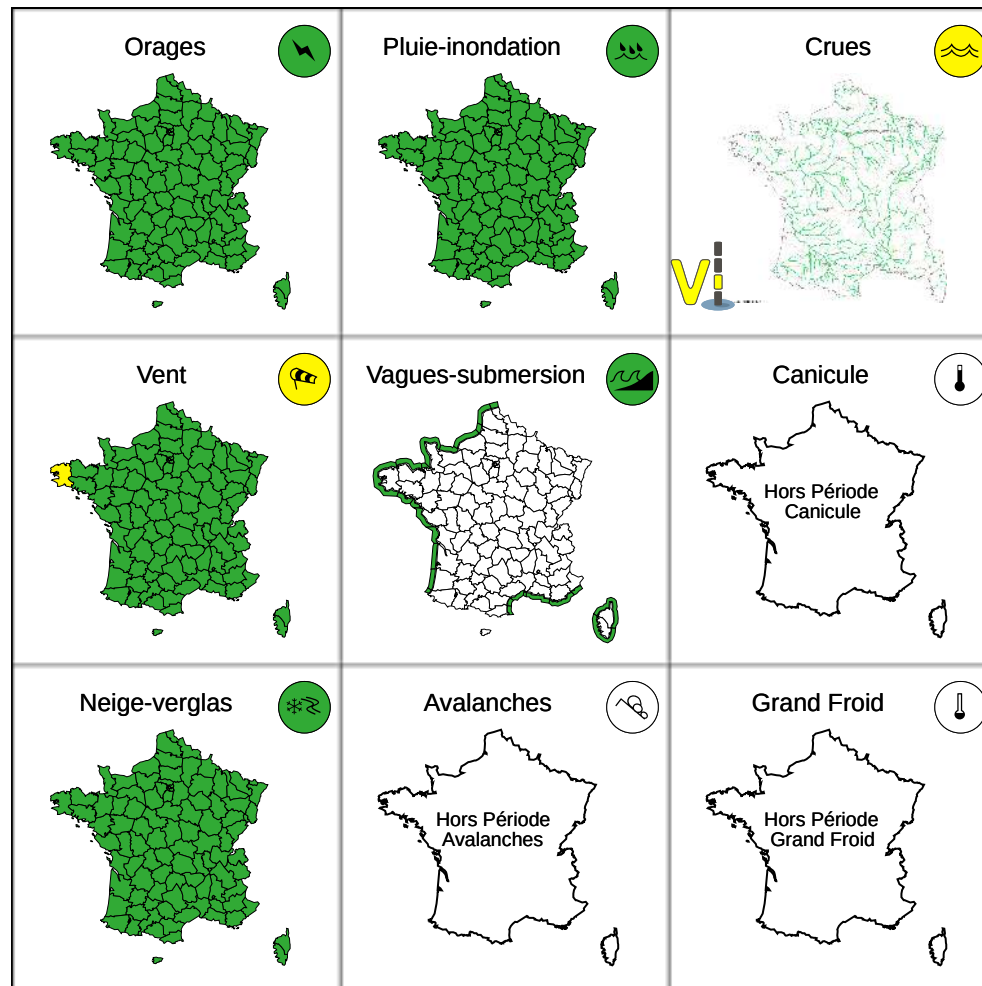 Orages
Pluie-inondation
Crues
Vi
Vent
Vagues-submersion
Canicule
Hors Période
Canicule
Neige-verglas
Avalanches
Hors Période
Avalanches
Grand Froid
Hors Période
Grand Froid